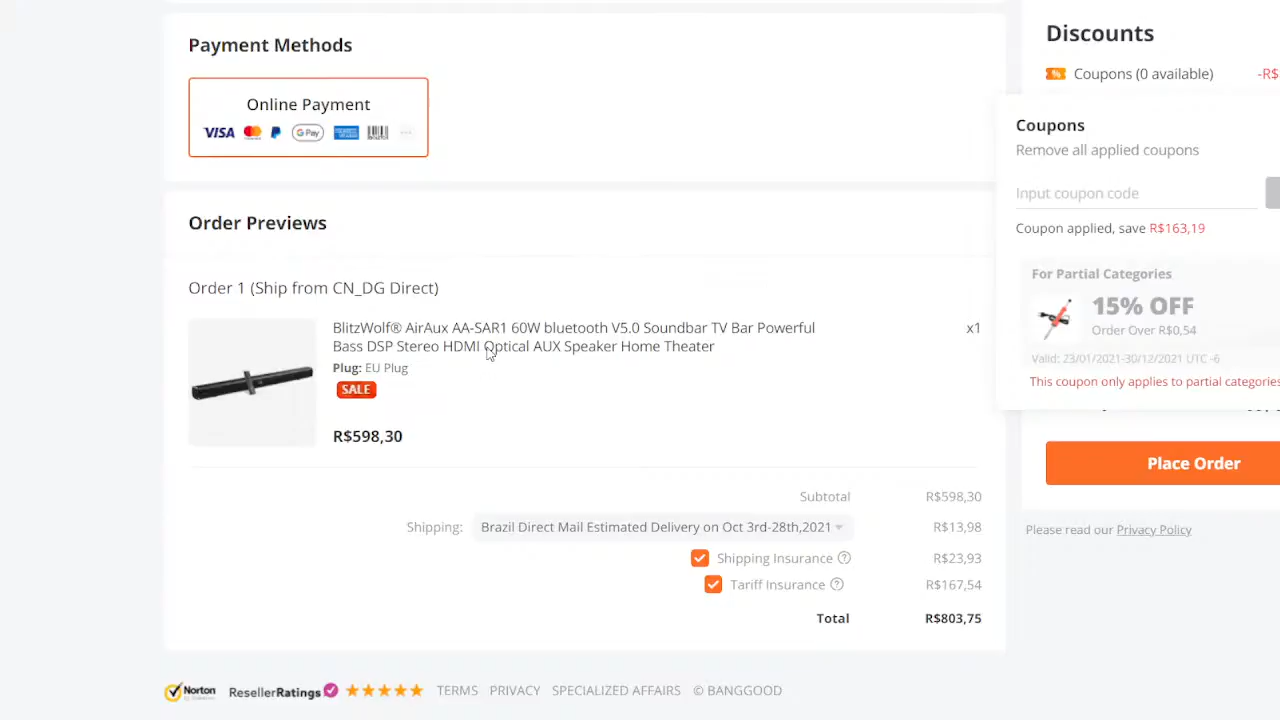 Payment Methods
Online Payment
VISA
G Pay
Order Previews
Order 1 (Ship from CN_DG Direct)
BlitzWolf® AirAux AA-SAR1 60W bluetooth V5.0 Soundbar TV Bar Powerful
Bass DSP Stereo HDMI Optical AUX Speaker Home Theater
x1
Plug: EU Plug
SALE
R$598,30
Subtotal R$598,30
Shipping: Brazil Direct Mail Estimated Delivery on Oct 3rd-28th,2021 R$13,98
Shipping Insurance ? R$23,93
Tariff Insurance ? R$167,54
Total R$803,75
Discounts
% Coupons (0 available) -R$
Coupons
Remove all applied coupons
Input coupon code
Coupon applied, save R$163,19
For Partial Categories
15% OFF
Order Over R$0,54
Valid: 23/01/2021-30/12/2021 UTC -6
This coupon only applies to partial categories
Place Order
Please read our Privacy Policy
Norton
ResellerRatings
TERMS PRIVACY SPECIALIZED AFFAIRS © BANGGOOD